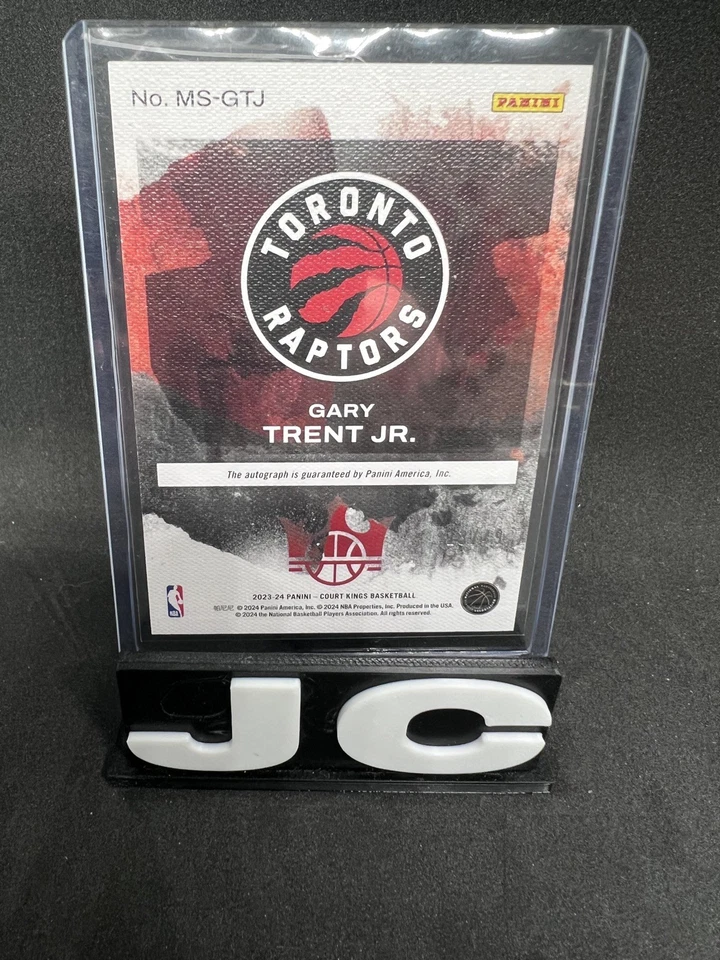 No. MS-GTJ
PANINI
TORONTO
RAPTORS
GARY
TRENT JR.
The autograph is guaranteed by Panini America, Inc.
2023-24 PANINI – COURT KINGS BASKETBALL
© 2024 Panini America, Inc. © 2024 NBA Properties, Inc. Produced in the USA.
© 2024 the National Basketball Players Association. All rights reserved.
NBA
JC